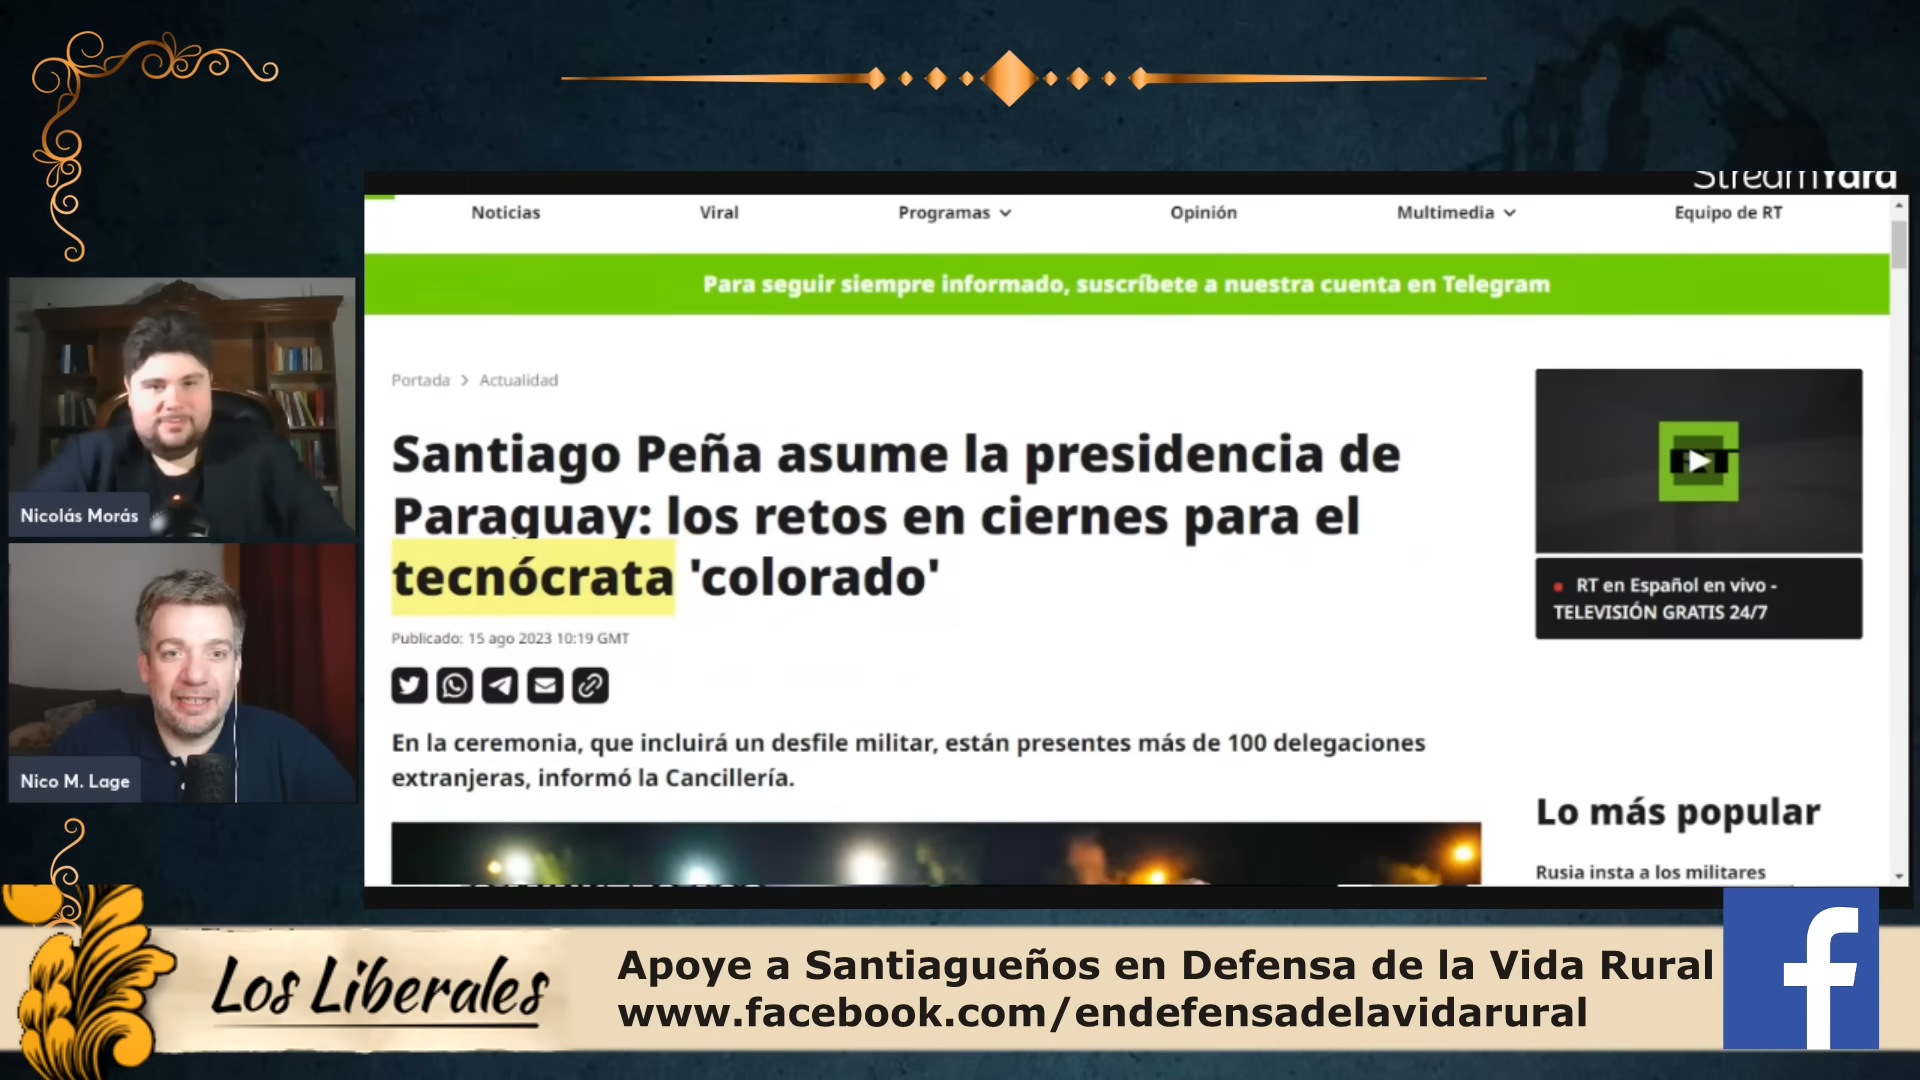 StreamYard
Noticias
Viral
Programas
Opinión
Multimedia
Equipo de RT
Para seguir siempre informado, suscríbete a nuestra cuenta en Telegram
Portada > Actualidad
Santiago Peña asume la presidencia de
Paraguay: los retos en ciernes para el
tecnócrata 'colorado'
Publicado: 15 ago 2023 10:19 GMT
En la ceremonia, que incluirá un desfile militar, están presentes más de 100 delegaciones
extranjeras, informó la Cancillería.
RT
RT en Español en vivo -
TELEVISIÓN GRATIS 24/7
Lo más popular
Rusia insta a los militares
Nicolás Morás
Nico M. Lage
Los Liberales
Apoye a Santiagueños en Defensa de la Vida Rural
www.facebook.com/endefensadelavidarural
f